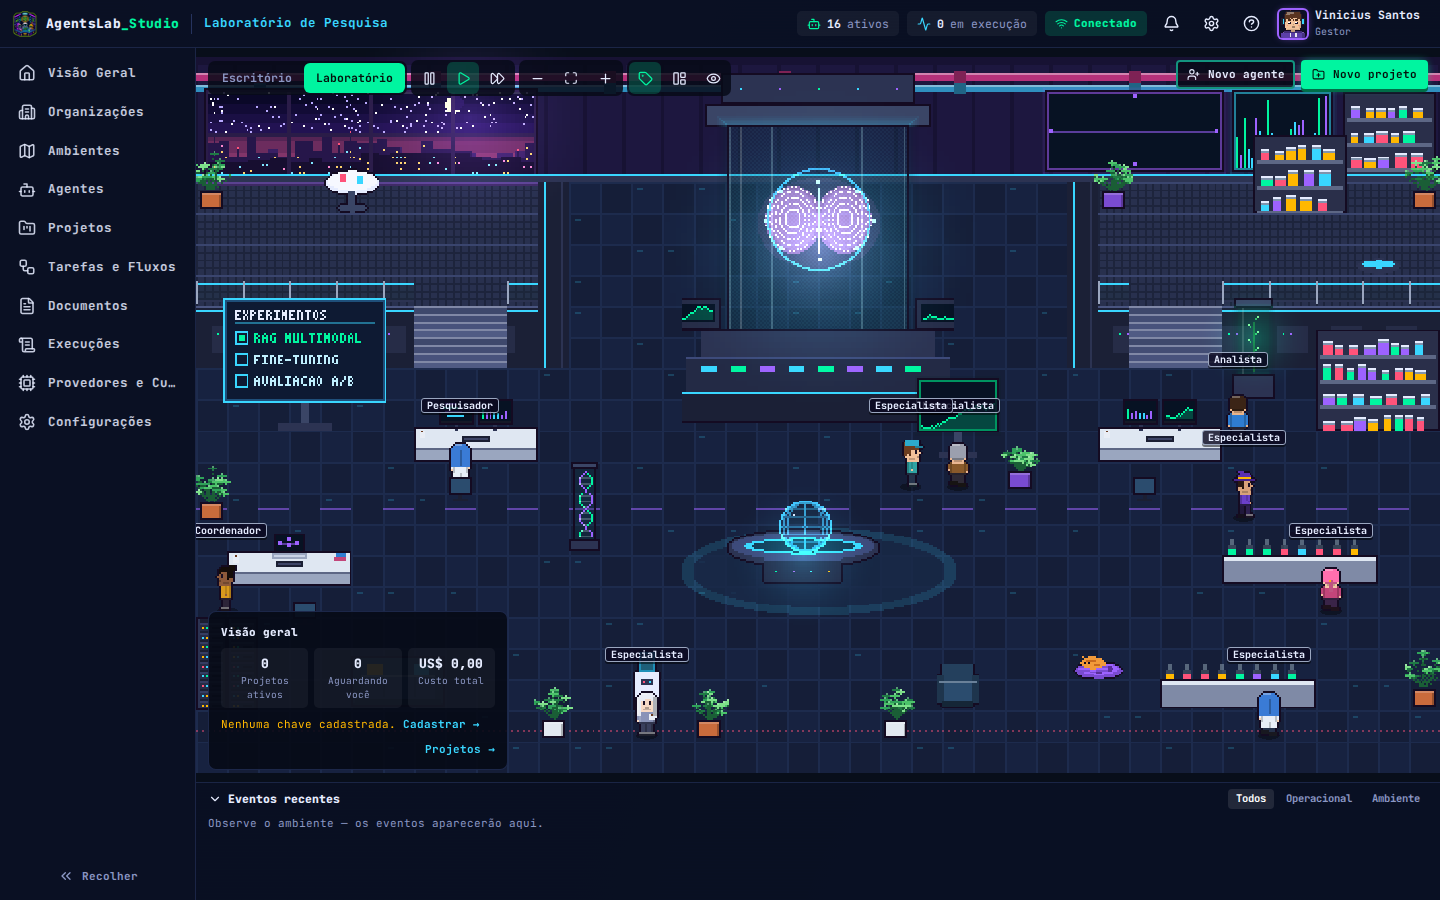 AgentsLab_Studio
Laboratório de Pesquisa
16 ativos
0 em execução
Conectado
Vinicius Santos
Gestor
Visão Geral
Organizações
Ambientes
Agentes
Projetos
Tarefas e Fluxos
Documentos
Execuções
Provedores e Cu…
Configurações
Recolher
Escritório
Laboratório
Novo agente
Novo projeto
EXPERIMENTOS
RAG MULTIMODAL
FINE-TUNING
AVALIACAO A/B
Analista
Pesquisador
Especialista
ialista
Especialista
Coordenador
Especialista
Especialista
Especialista
Visão geral
0
Projetos
ativos
0
Aguardando
você
US$ 0,00
Custo total
Nenhuma chave cadastrada. Cadastrar →
Projetos →
Eventos recentes
Todos
Operacional
Ambiente
Observe o ambiente — os eventos aparecerão aqui.